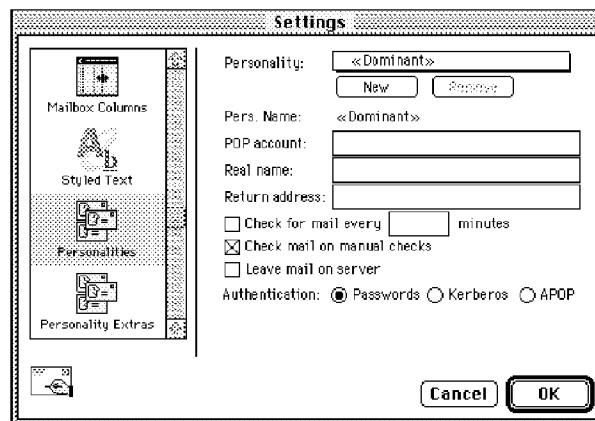 Settings
Mailbox Columns
Styled Text
Personalities
Personality Extras
Personality: «Dominant»
New Remove
Pers. Name: «Dominant»
POP account:
Real name:
Return address:
Check for mail every minutes
Check mail on manual checks
Leave mail on server
Authentication: Passwords Kerberos APOP
Cancel OK